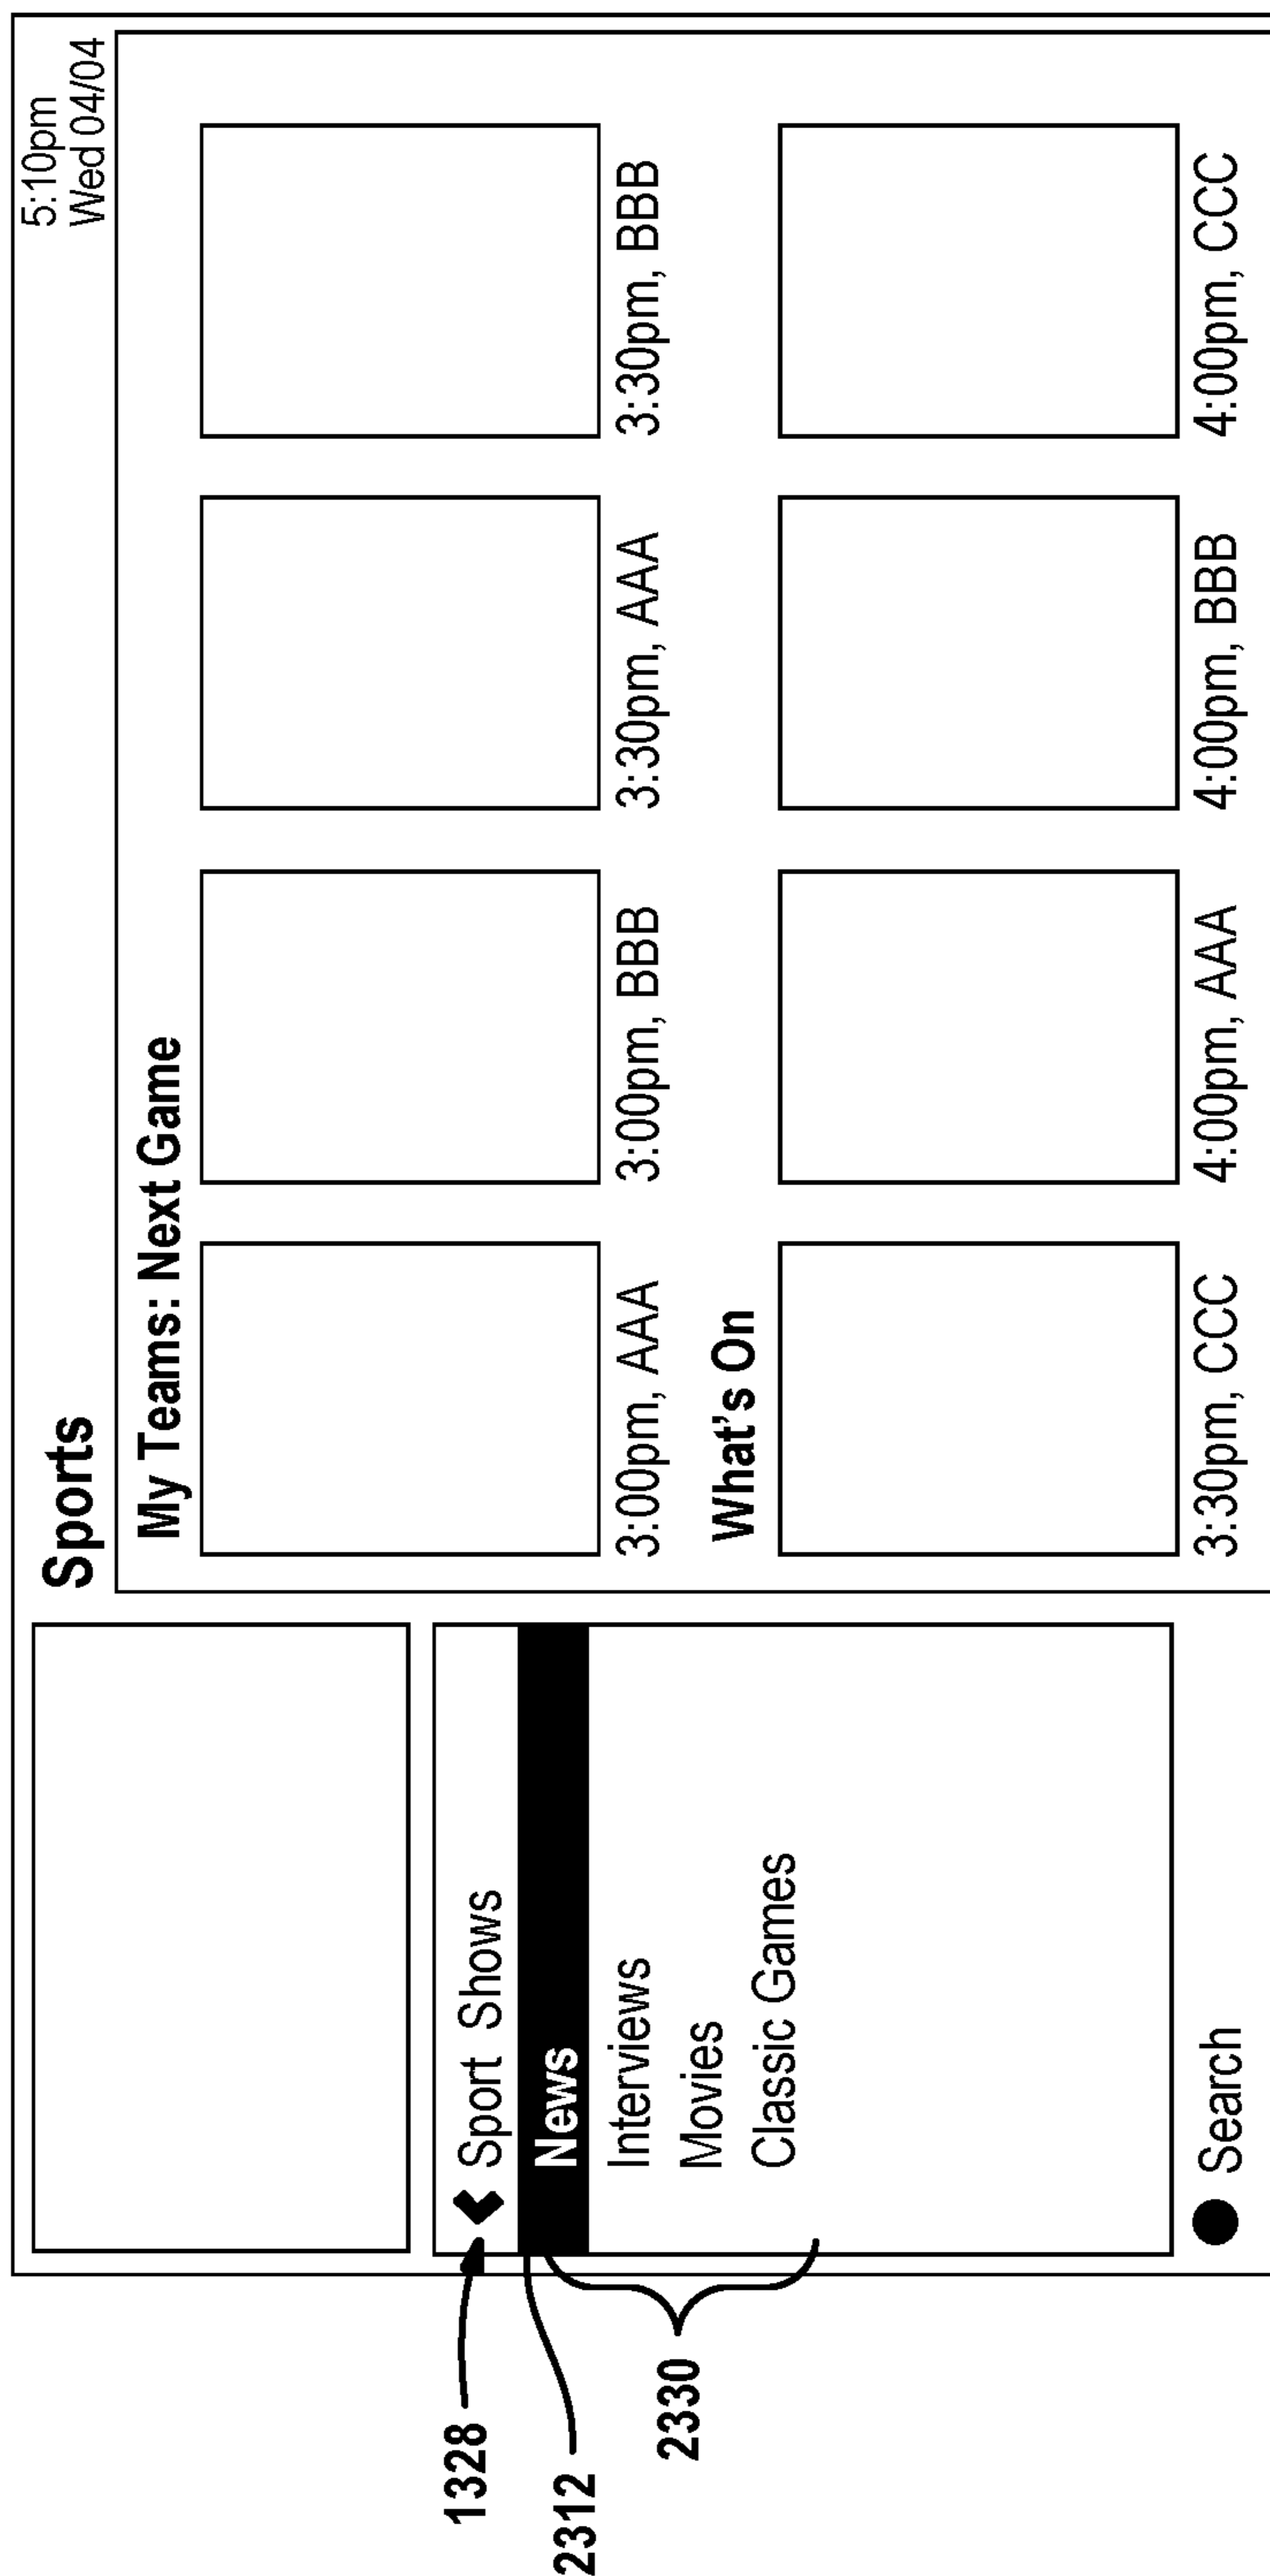 Sports
5:10pm
Wed 04/04
1328
Sport Shows
2312
News
2330
Interviews
Movies
Classic Games
Search
My Teams: Next Game
3:00pm, AAA
3:00pm, BBB
3:30pm, AAA
3:30pm, BBB
What's On
3:30pm, CCC
4:00pm, AAA
4:00pm, BBB
4:00pm, CCC